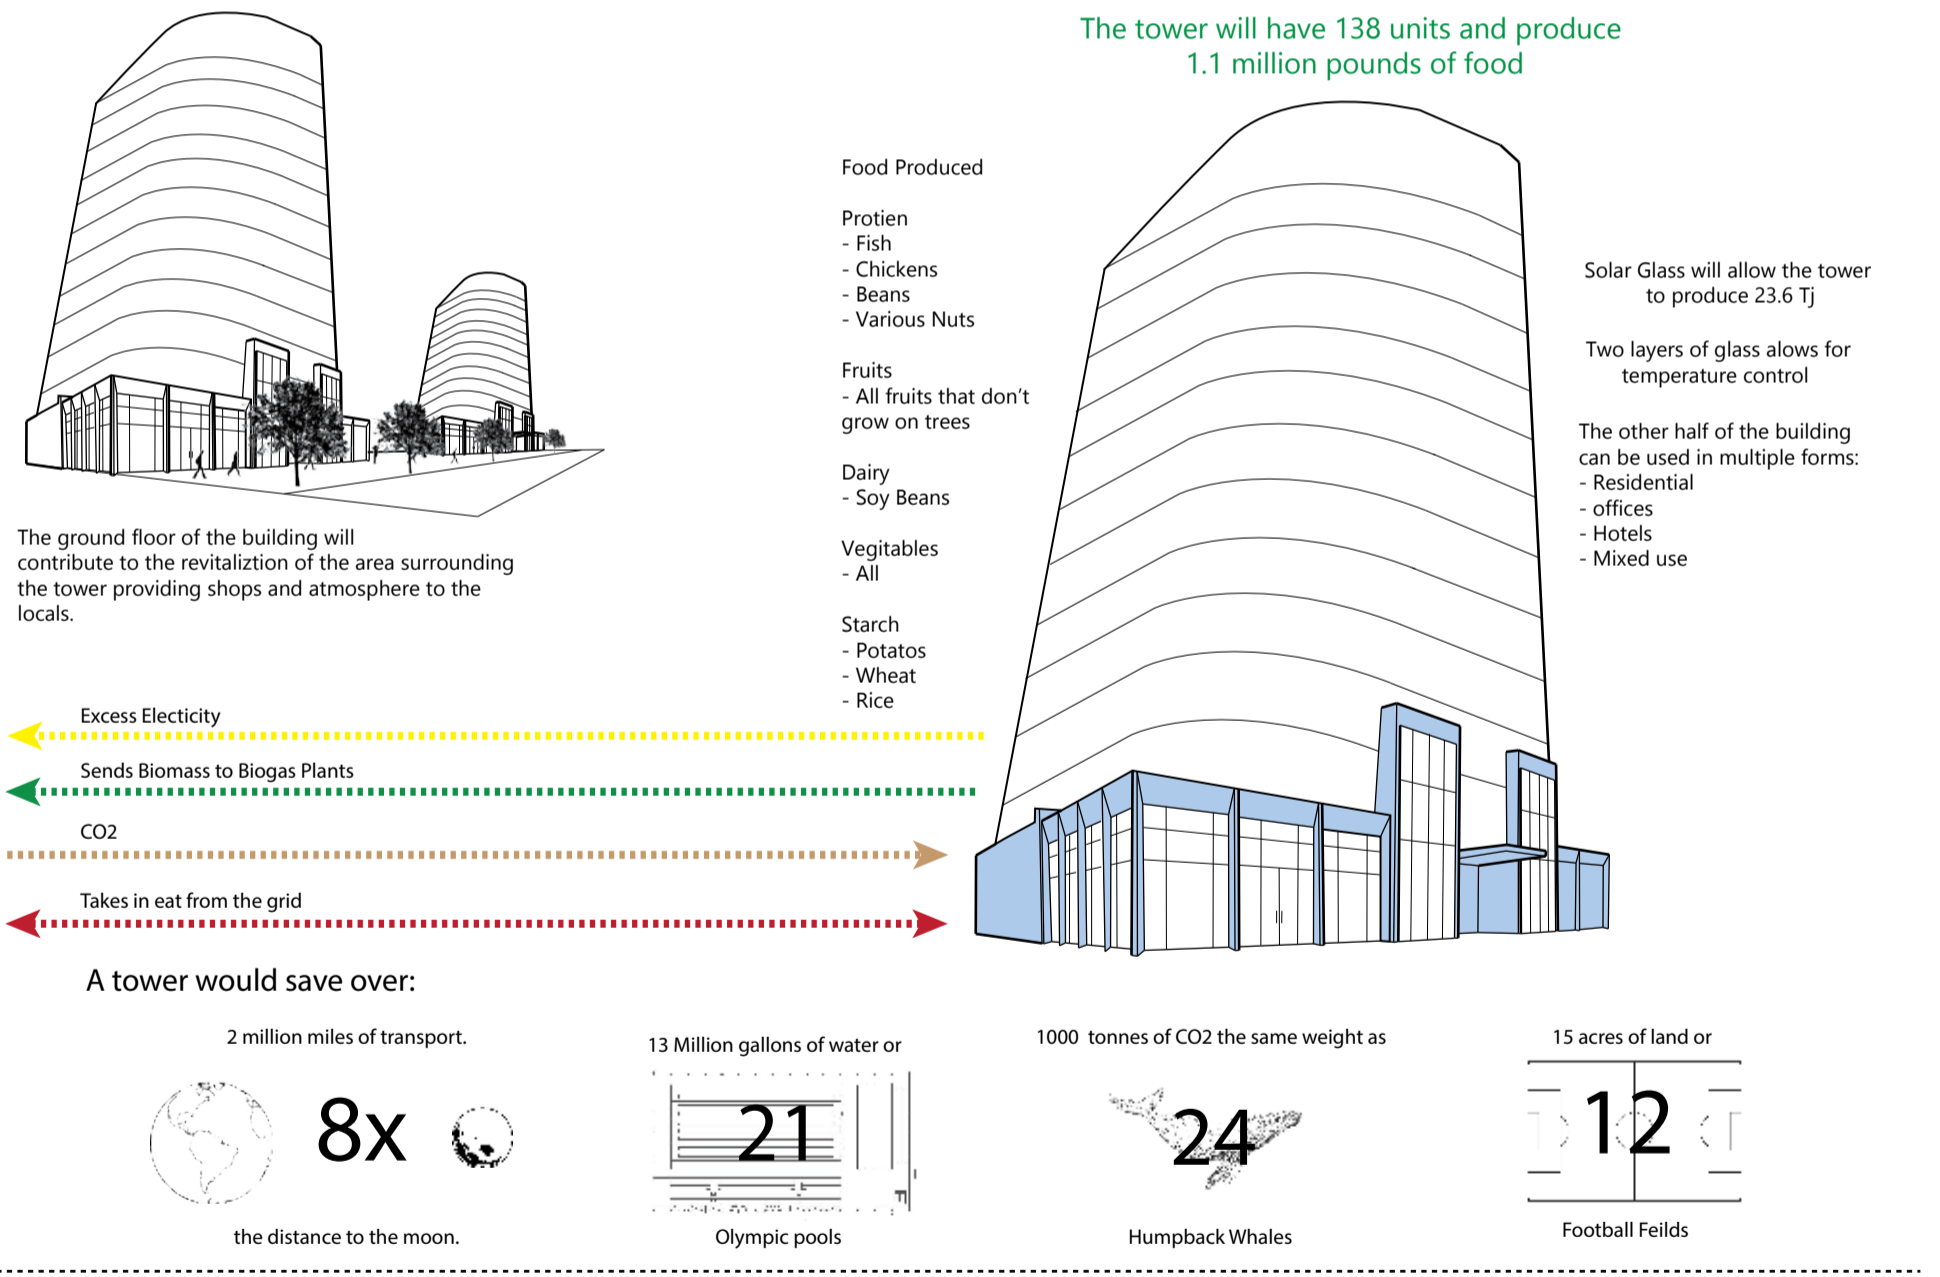 The tower will have 138 units and produce
1.1 million pounds of food
Food Produced
Protien
- Fish
- Chickens
- Beans
- Various Nuts
Fruits
- All fruits that don't
grow on trees
Dairy
- Soy Beans
Vegitables
- All
Starch
- Potatos
- Wheat
- Rice
Solar Glass will allow the tower
to produce 23.6 Tj
Two layers of glass alows for
temperature control
The other half of the building
can be used in multiple forms:
- Residential
- offices
- Hotels
- Mixed use
The ground floor of the building will
contribute to the revitaliztion of the area surrounding
the tower providing shops and atmosphere to the
locals.
Excess Electicity
Sends Biomass to Biogas Plants
CO2
Takes in eat from the grid
A tower would save over:
2 million miles of transport.
8x
the distance to the moon.
13 Million gallons of water or
21
Olympic pools
1000 tonnes of CO2 the same weight as
24
Humpback Whales
15 acres of land or
12
Football Feilds